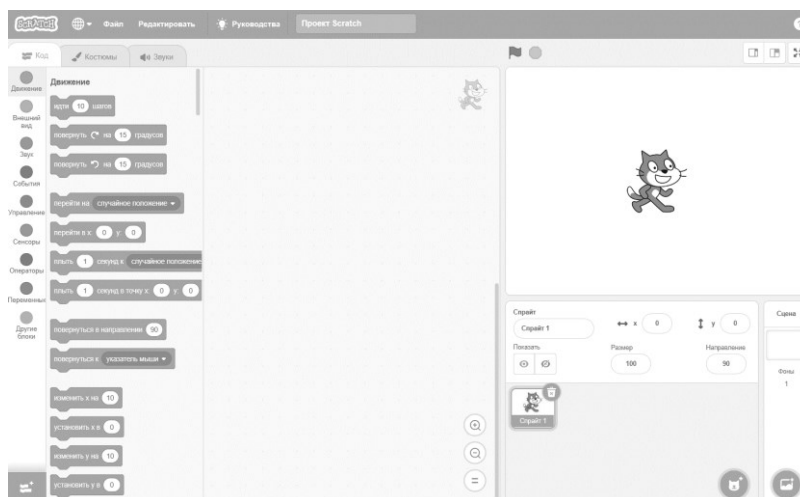 SCRATCH Файл Редактировать Руководства Проект Scratch
Код Костюмы Звуки
Движение
Внешний вид
Звук
События
Управление
Сенсоры
Операторы
Переменные
Другие блоки
Движение
идти 10 шагов
повернуть на 15 градусов
повернуть на 15 градусов
перейти на случайное положение
перейти в x: 0 y: 0
плыть 1 секунд к случайное положение
плыть 1 секунд в точку x: 0 y: 0
повернуться в направлении 90
повернуться к указатель мыши
изменить x на 10
установить x в 0
изменить y на 10
установить y в 0
Спрайт
Спрайт 1 x 0 y 0
Показать Размер Направление
100 90
Спрайт 1
Сцена
Фоны
1